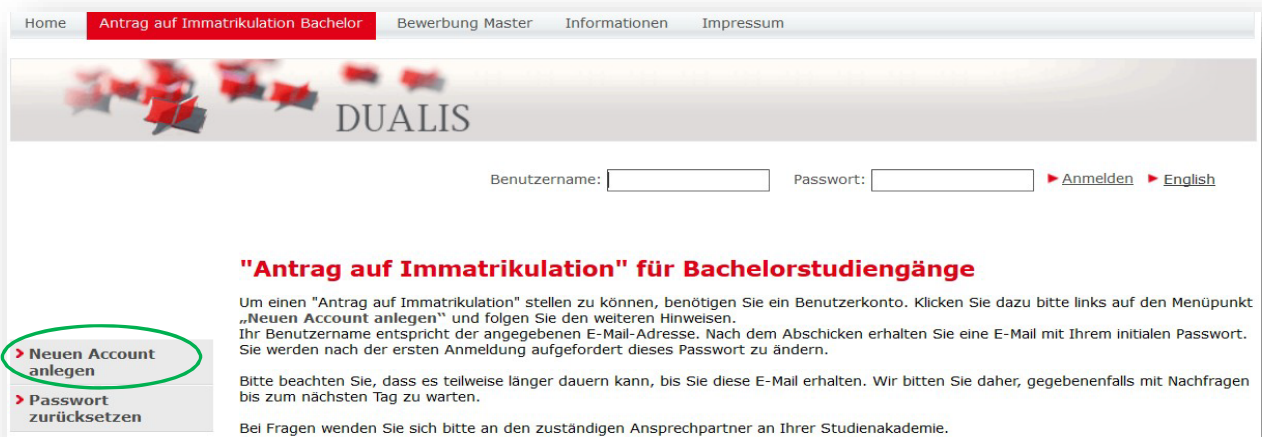 Home Antrag auf Immatrikulation Bachelor Bewerbung Master Informationen Impressum
DUALIS
Benutzername: Passwort: Anmelden English
"Antrag auf Immatrikulation" für Bachelorstudiengänge
Um einen "Antrag auf Immatrikulation" stellen zu können, benötigen Sie ein Benutzerkonto. Klicken Sie dazu bitte links auf den Menüpunkt
„Neuen Account anlegen“ und folgen Sie den weiteren Hinweisen.
Ihr Benutzername entspricht der angegebenen E-Mail-Adresse. Nach dem Abschicken erhalten Sie eine E-Mail mit Ihrem initialen Passwort.
Sie werden nach der ersten Anmeldung aufgefordert dieses Passwort zu ändern.
Neuen Account
anlegen
Passwort
zurücksetzen
Bitte beachten Sie, dass es teilweise länger dauern kann, bis Sie diese E-Mail erhalten. Wir bitten Sie daher, gegebenenfalls mit Nachfragen
bis zum nächsten Tag zu warten.
Bei Fragen wenden Sie sich bitte an den zuständigen Ansprechpartner an Ihrer Studienakademie.